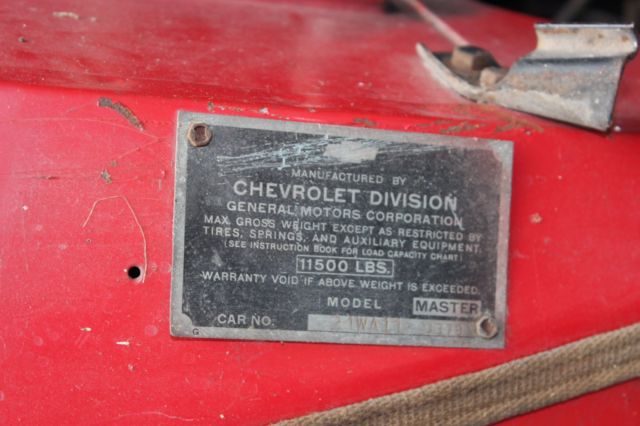 MANUFACTURED BY
CHEVROLET DIVISION
GENERAL MOTORS CORPORATION
MAX. GROSS WEIGHT EXCEPT AS RESTRICTED BY
TIRES, SPRINGS, AND AUXILIARY EQUIPMENT.
(SEE INSTRUCTION BOOK FOR LOAD CAPACITY CHART)
11500 LBS.
WARRANTY VOID IF ABOVE WEIGHT IS EXCEEDED.
MODEL MASTER
CAR NO.
G